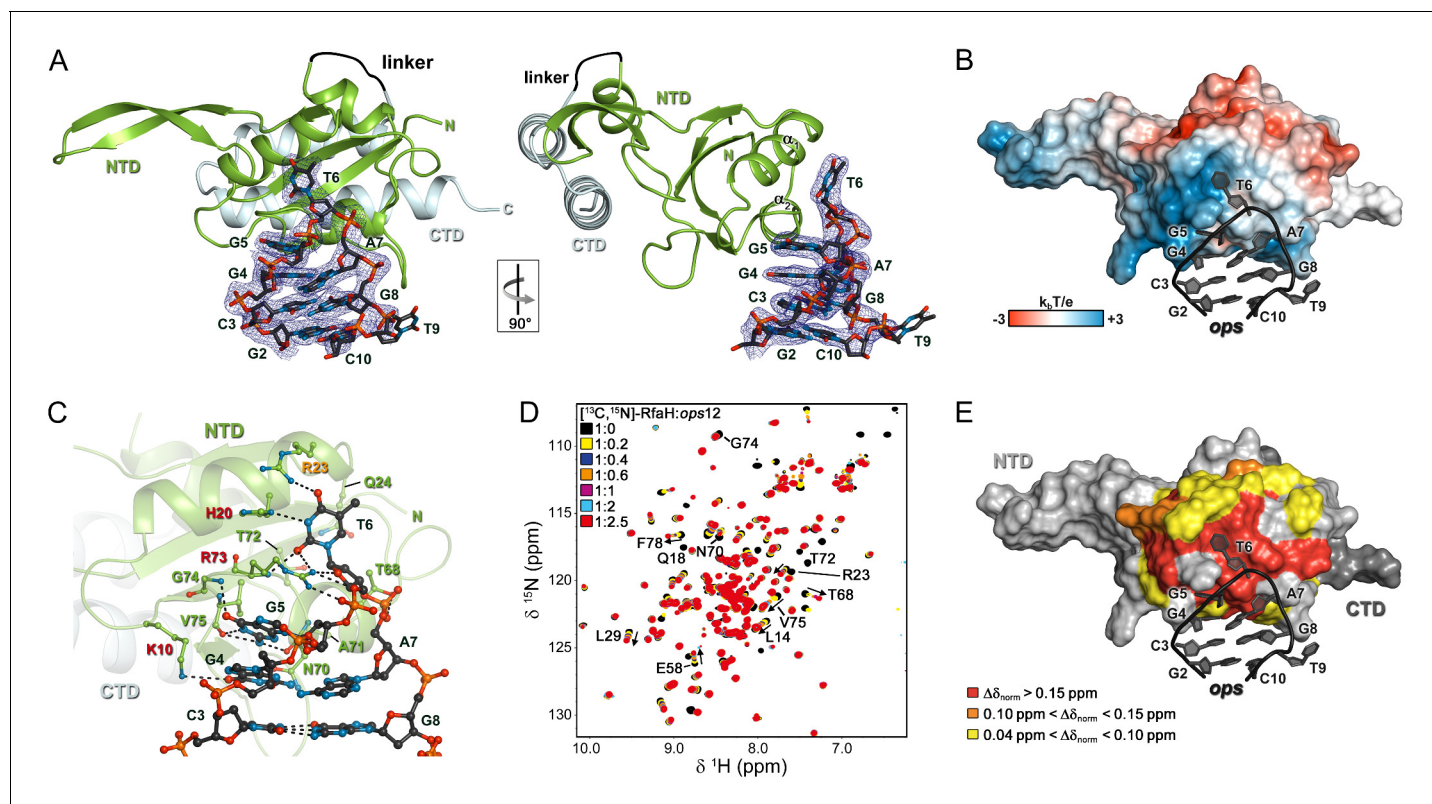 A
linker
NTD
N
NTD
T6
C
CTD
G5
A7
G4
G8
C3
T9
G2
C10
90°
linker
NTD
N
α1
T6
α2
CTD
G5
G4
A7
C3
G8
G2
C10
T9
B
T6
G5
A7
G4
C3
G8
kbT/e
-3
+3
G2
C10
T9
ops
C
NTD
R23
Q24
N
H20
T6
T72
R73
T68
G74
G5
V75
A71
A7
K10
G4
N70
CTD
C3
G8
D
[¹³C,¹⁵N]-RfaH:ops12
1:0
1:0.2
1:0.4
1:0.6
1:1
1:2
1:2.5
G74
F78
N70
Q18
T72
R23
T68
V75
L29
L14
E58
110
115
120
125
130
δ ¹⁵N (ppm)
10.0
9.0
8.0
7.0
δ ¹H (ppm)
E
NTD
T6
G5
A7
G4
CTD
C3
G8
G2
C10
T9
ops
Δδnorm > 0.15 ppm
0.10 ppm < Δδnorm < 0.15 ppm
0.04 ppm < Δδnorm < 0.10 ppm